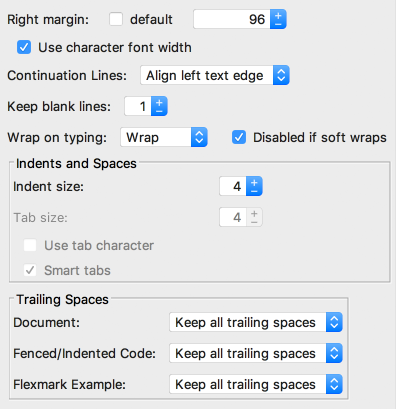 Right margin: default 96
Use character font width
Continuation Lines: Align left text edge
Keep blank lines: 1
Wrap on typing: Wrap Disabled if soft wraps
Indents and Spaces
Indent size: 4
Tab size: 4
Use tab character
Smart tabs
Trailing Spaces
Document: Keep all trailing spaces
Fenced/Indented Code: Keep all trailing spaces
Flexmark Example: Keep all trailing spaces